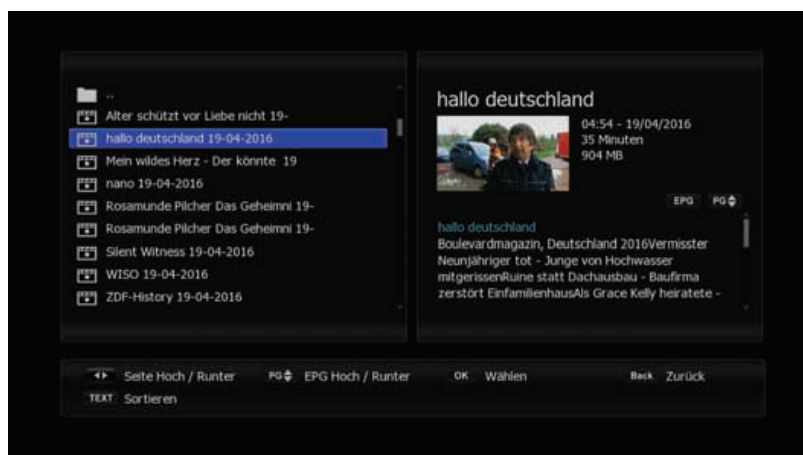 ..
Alter schützt vor Liebe nicht 19-
hallo deutschland 19-04-2016
Mein wildes Herz - Der könnte 19
nano 19-04-2016
Rosamunde Pilcher Das Geheimni 19-
Rosamunde Pilcher Das Geheimni 19-
Silent Witness 19-04-2016
WISO 19-04-2016
ZDF-History 19-04-2016
hallo deutschland
04:54 - 19/04/2016
35 Minuten
904 MB
EPG PG
hallo deutschland
Boulevardmagazin, Deutschland 2016Vermisster
Neunjähriger tot - Junge von Hochwasser
mitgerissenRuine statt Dachausbau - Baufirma
zerstört EinfamilienhausAls Grace Kelly heiratete -
Seite Hoch / Runter PG EPG Hoch / Runter OK Wählen Back Zurück
TEXT Sortieren